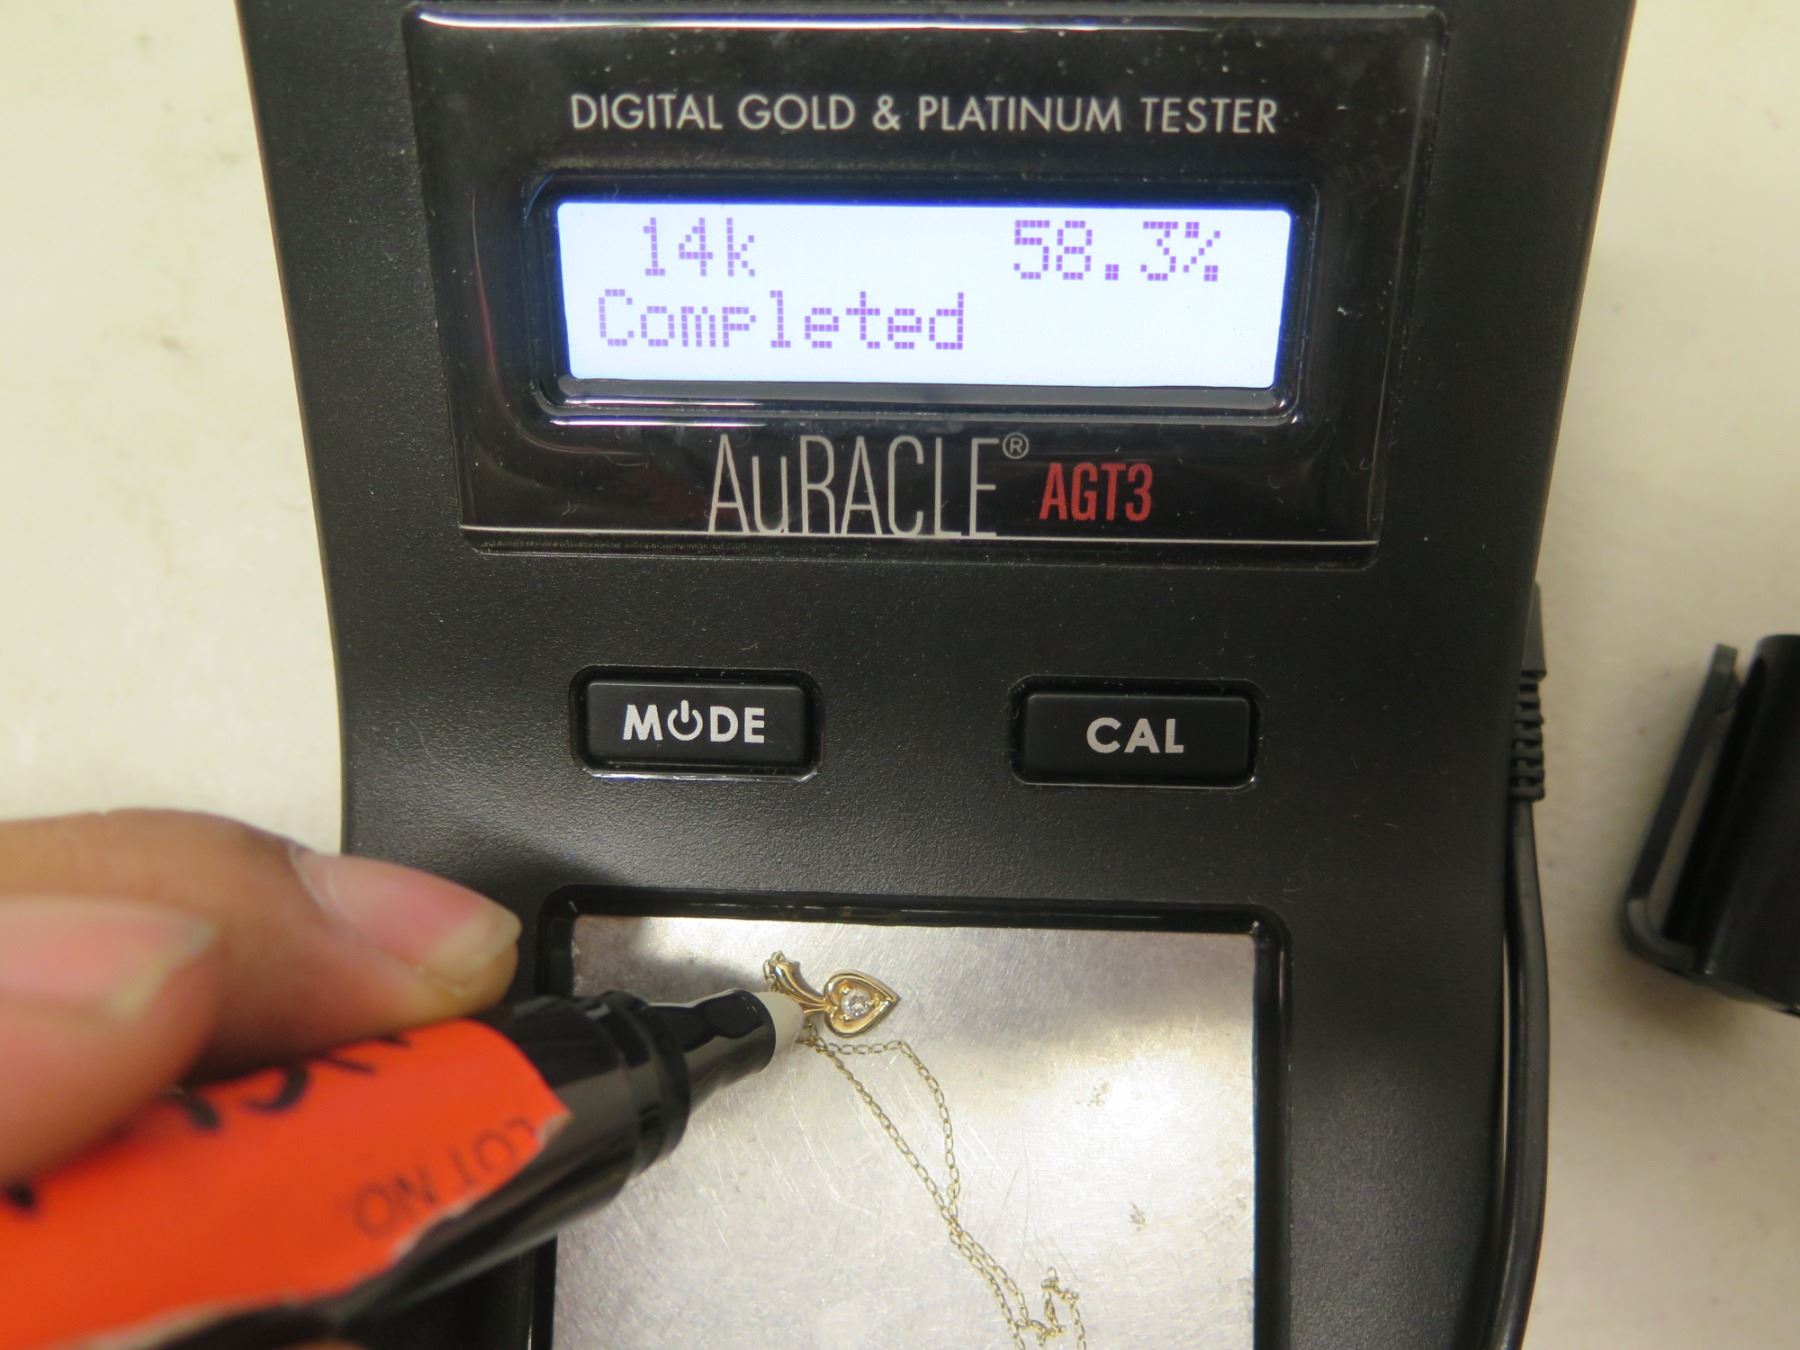 DIGITAL GOLD & PLATINUM TESTER
14k 58.3%
Completed
AuRACLE® AGT3
MODE CAL
LOT NO.